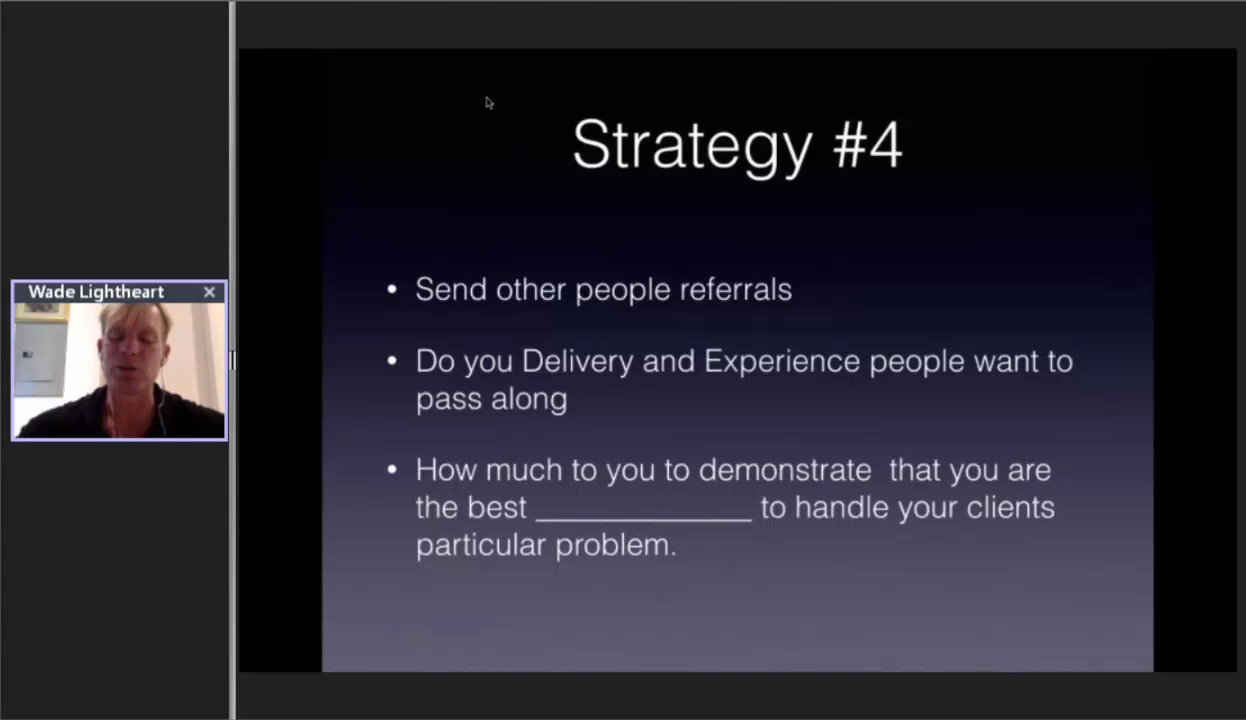 Wade Lightheart
Strategy #4
• Send other people referrals
• Do you Delivery and Experience people want to
pass along
• How much to you to demonstrate  that you are
the best ______________ to handle your clients
particular problem.